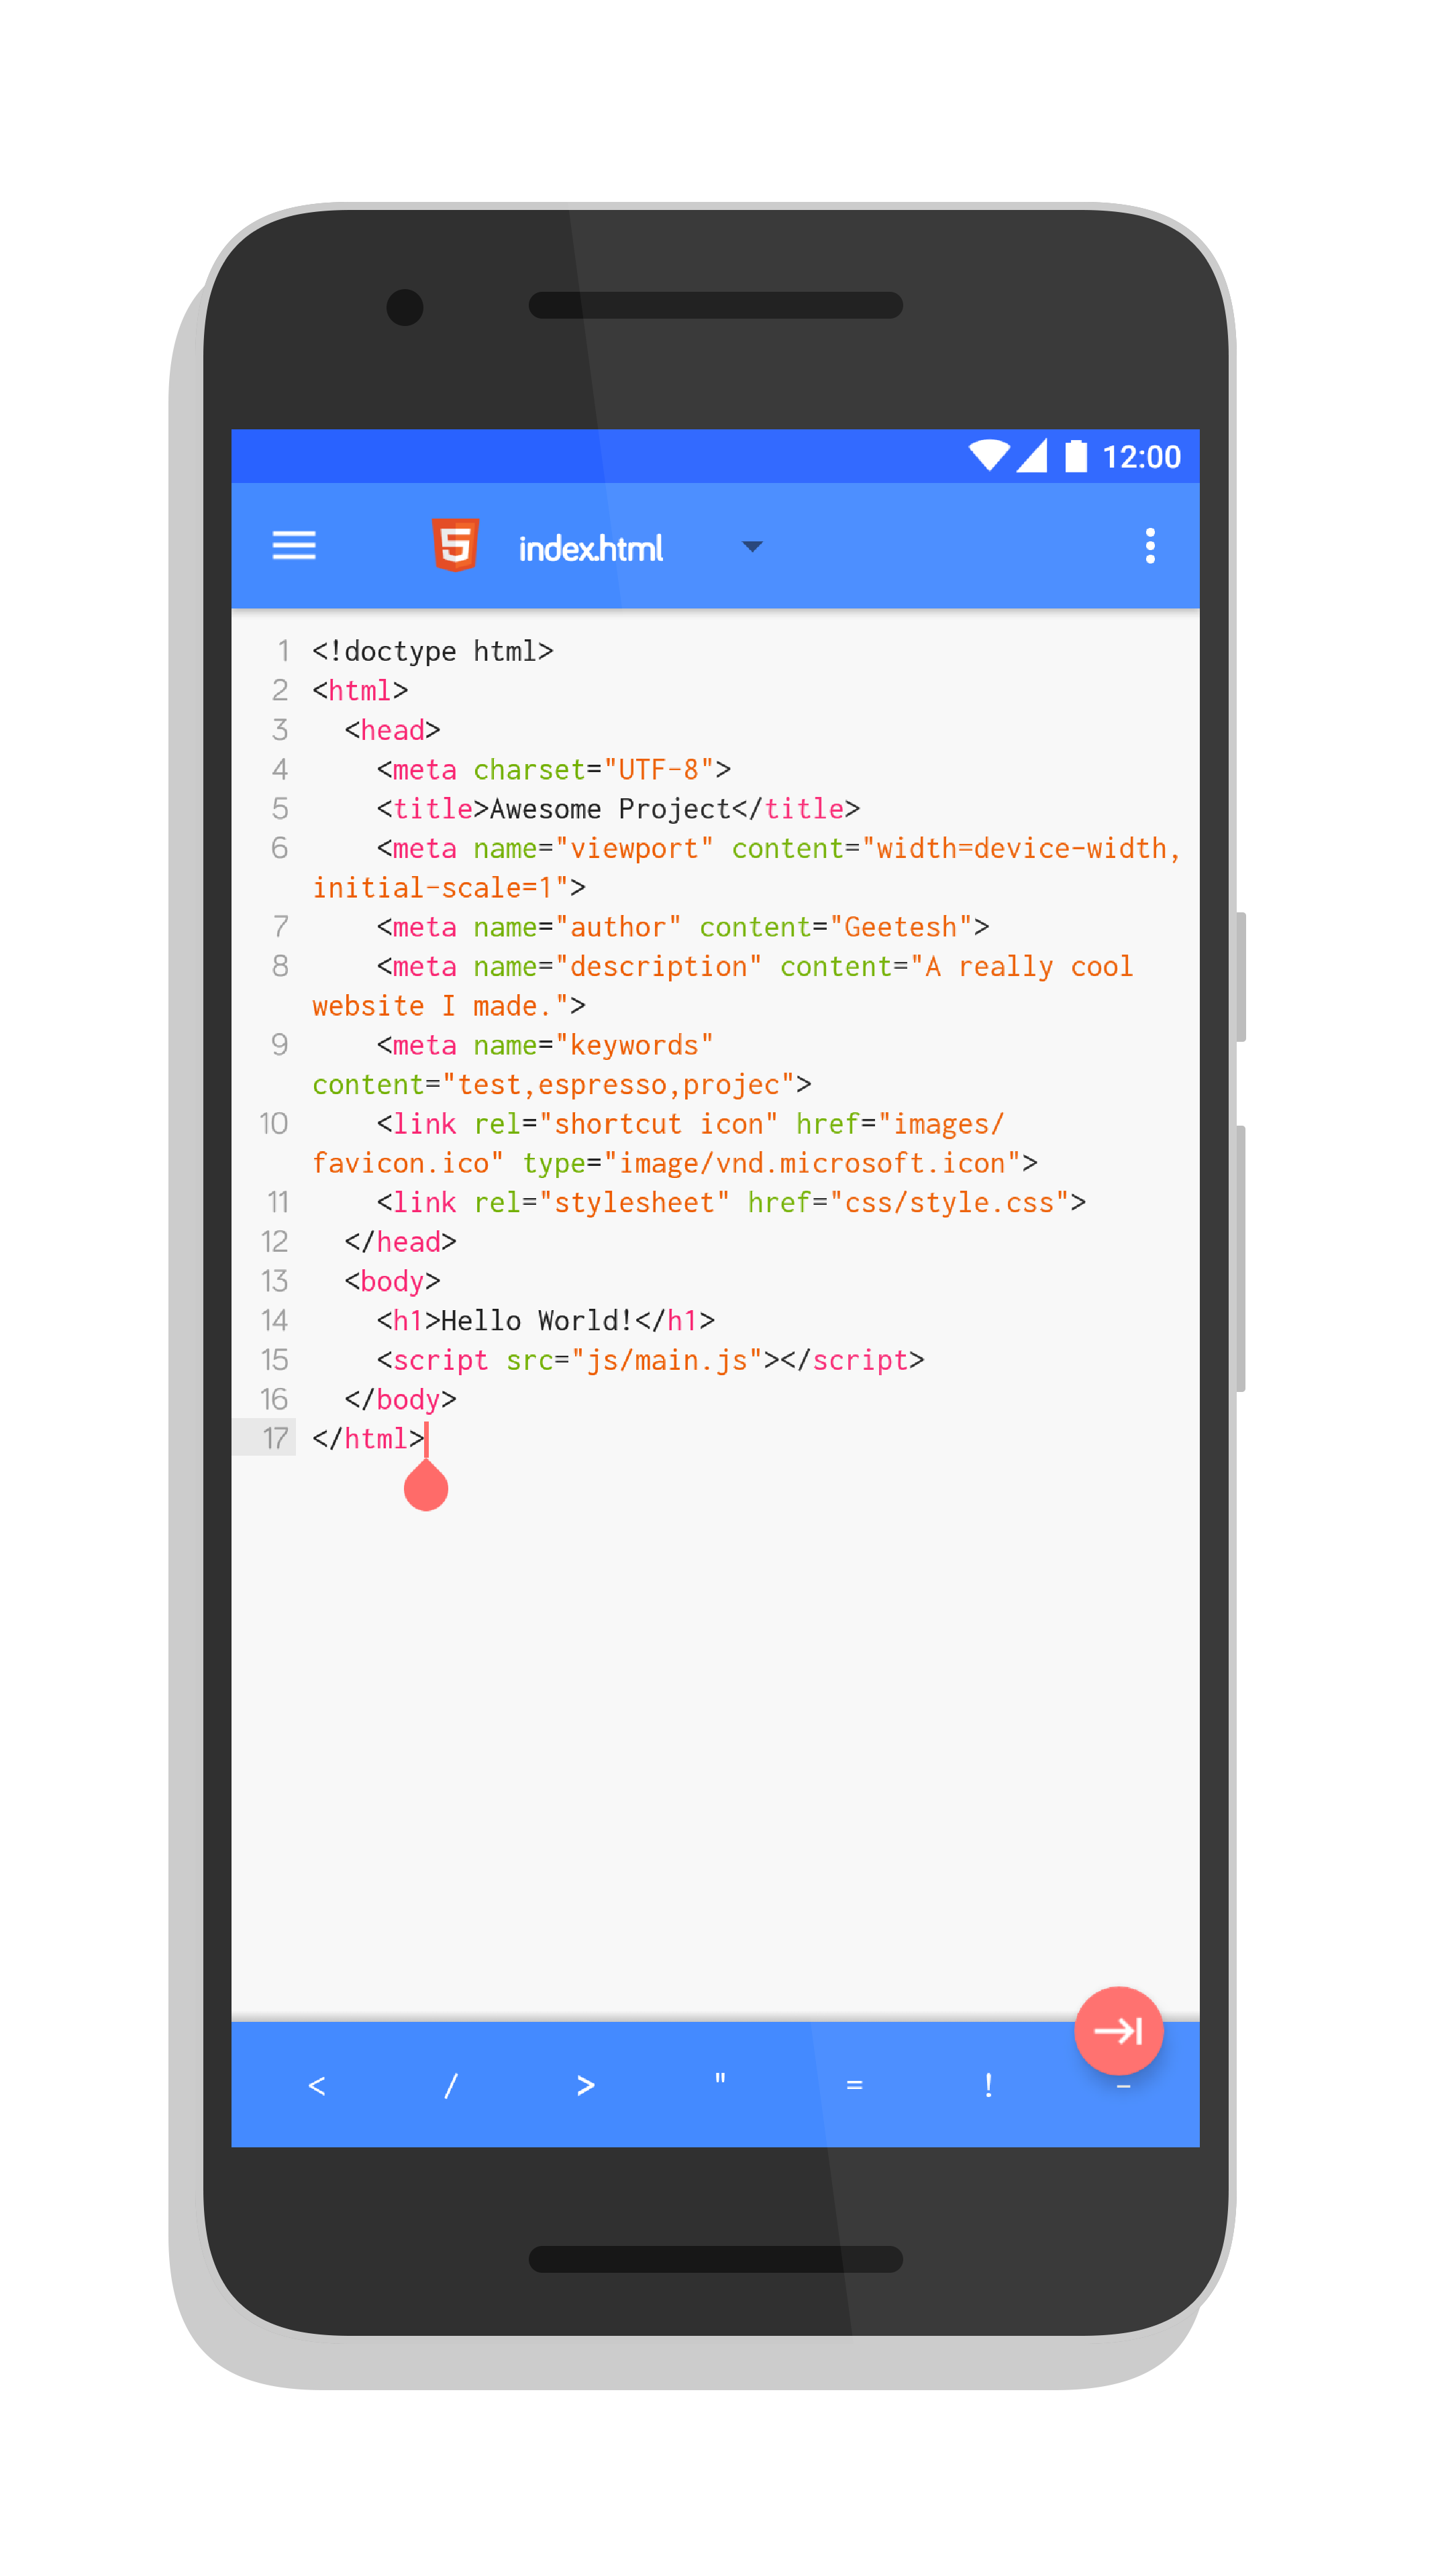 12:00
index.html
1 <!doctype html>
2 <html>
3   <head>
4     <meta charset="UTF-8">
5     <title>Awesome Project</title>
6     <meta name="viewport" content="width=device-width,
initial-scale=1">
7     <meta name="author" content="Geetesh">
8     <meta name="description" content="A really cool
website I made.">
9     <meta name="keywords"
content="test,espresso,projec">
10     <link rel="shortcut icon" href="images/
favicon.ico" type="image/vnd.microsoft.icon">
11     <link rel="stylesheet" href="css/style.css">
12   </head>
13   <body>
14     <h1>Hello World!</h1>
15     <script src="js/main.js"></script>
16   </body>
17 </html>
< / > " = ! -